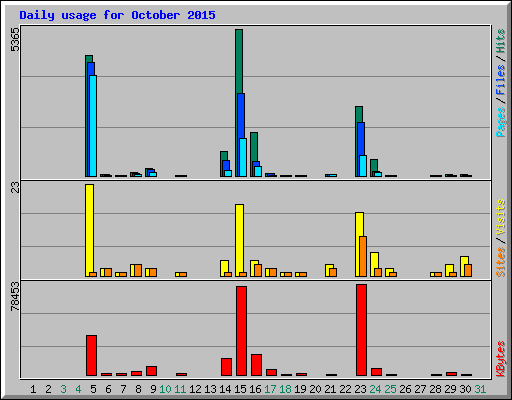 Daily usage for October 2015
5365
Pages / Files / Hits
23
Sites / Visits
78453
KBytes
1 2 3 4 5 6 7 8 9 10 11 12 13 14 15 16 17 18 19 20 21 22 23 24 25 26 27 28 29 30 31